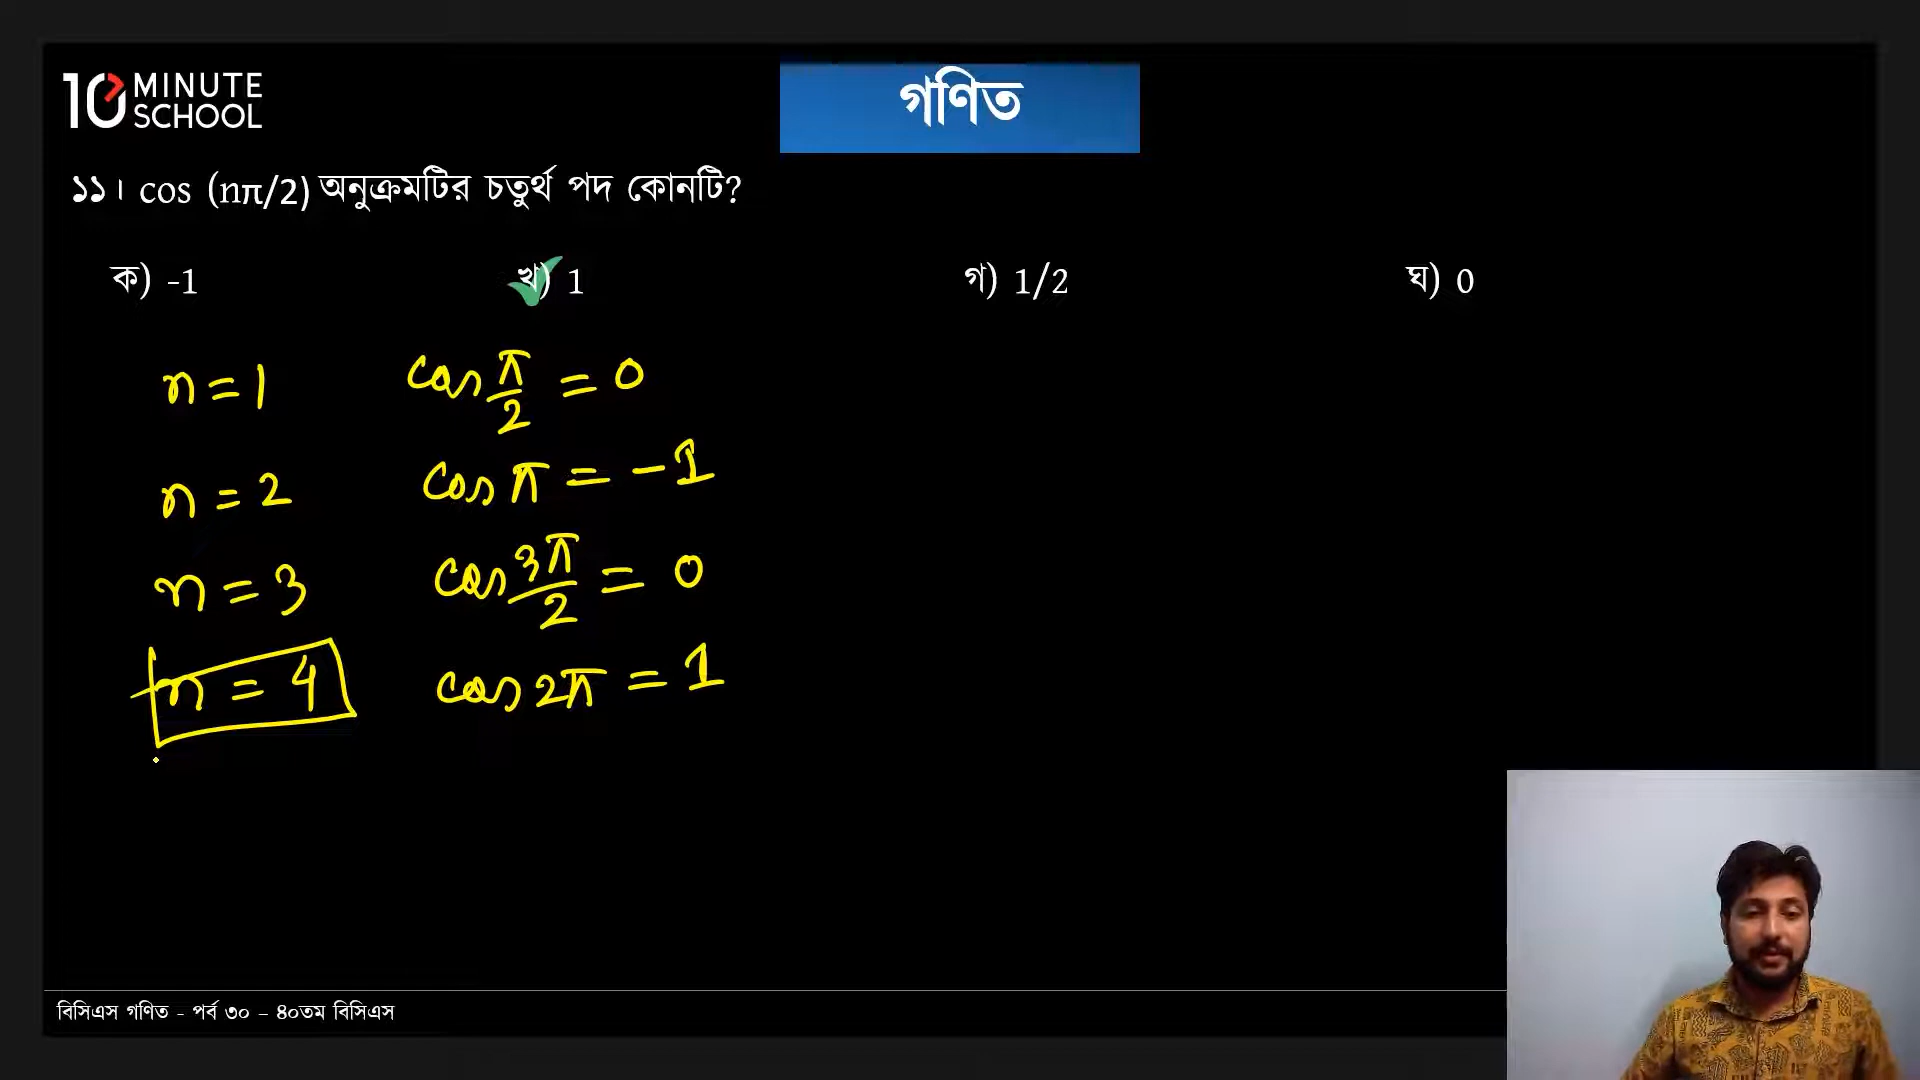 10 MINUTE SCHOOL
গণিত
১১। cos (nπ/2) অনুক্রমটির চতুর্থ পদ কোনটি?
ক) -1 খ) 1 গ) 1/2 ঘ) 0
n = 1 cos π/2 = 0
n = 2 cos π = -1
n = 3 cos 3π/2 = 0
n = 4 cos 2π = 1
বিসিএস গণিত - পর্ব ৩০ – ৪০তম বিসিএস